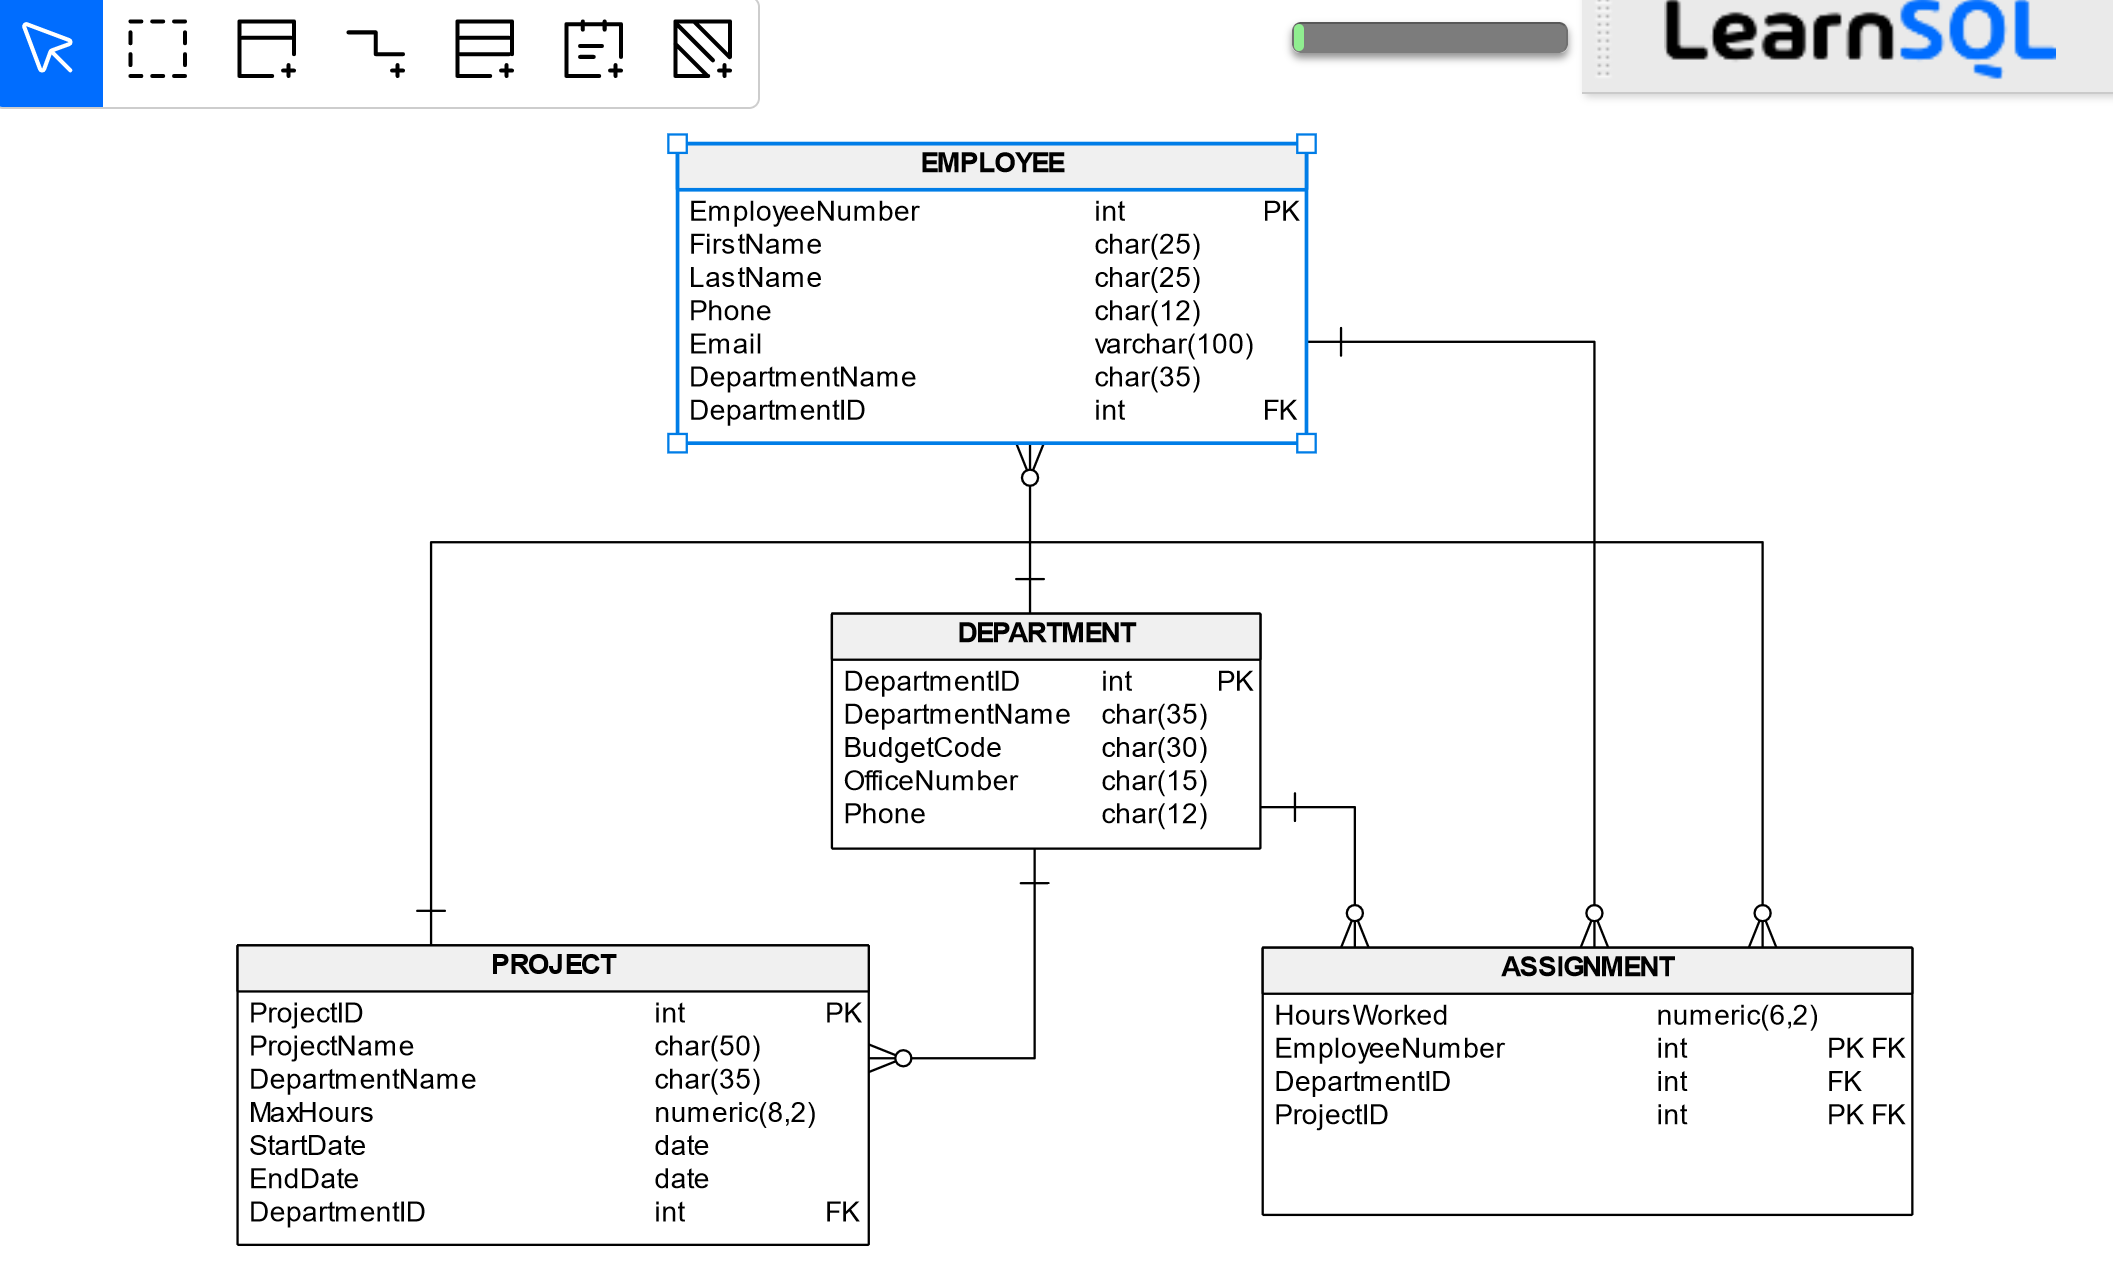 LearnSQL
EMPLOYEE
EmployeeNumber int PK
FirstName char(25)
LastName char(25)
Phone char(12)
Email varchar(100)
DepartmentName char(35)
DepartmentID int FK
DEPARTMENT
DepartmentID int PK
DepartmentName char(35)
BudgetCode char(30)
OfficeNumber char(15)
Phone char(12)
PROJECT
ProjectID int PK
ProjectName char(50)
DepartmentName char(35)
MaxHours numeric(8,2)
StartDate date
EndDate date
DepartmentID int FK
ASSIGNMENT
HoursWorked numeric(6,2)
EmployeeNumber int PK FK
DepartmentID int FK
ProjectID int PK FK